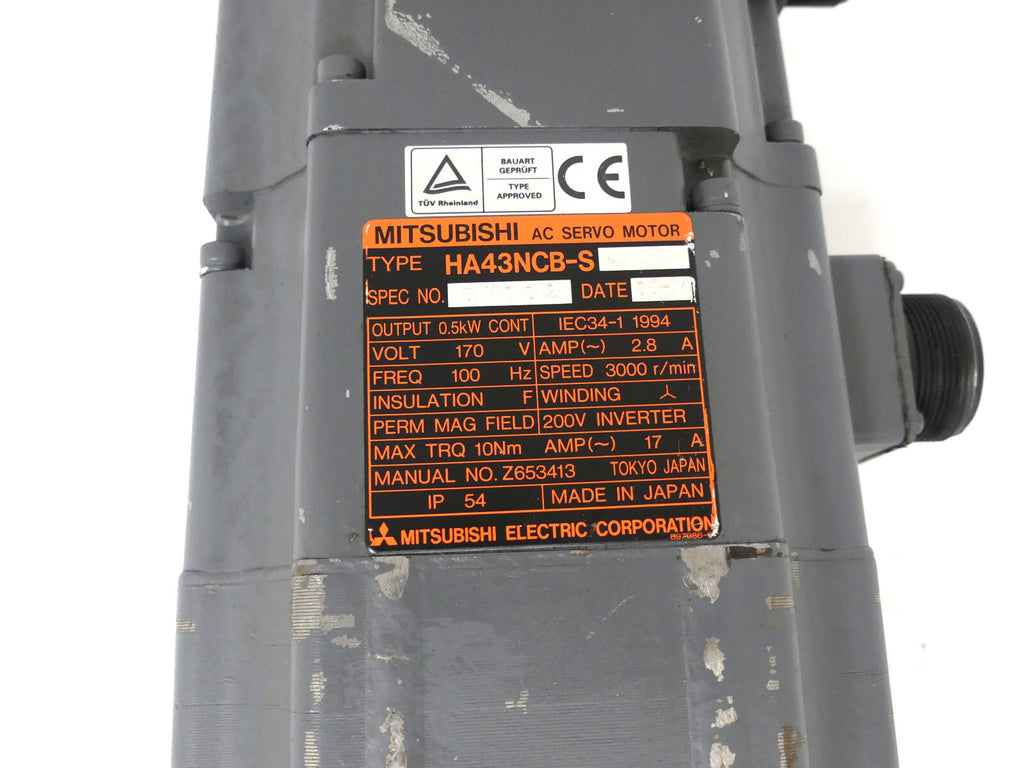 BAUART
GEPRÜFT
TYPE
APPROVED
TÜV Rheinland
CE
MITSUBISHI AC SERVO MOTOR
TYPE HA43NCB-S
SPEC NO. DATE
OUTPUT 0.5kW CONT IEC34-1 1994
VOLT 170 V AMP(~) 2.8 A
FREQ 100 Hz SPEED 3000 r/min
INSULATION F WINDING
PERM MAG FIELD 200V INVERTER
MAX TRQ 10Nm AMP(~) 17 A
MANUAL NO. Z653413 TOKYO JAPAN
IP 54 MADE IN JAPAN
MITSUBISHI ELECTRIC CORPORATION